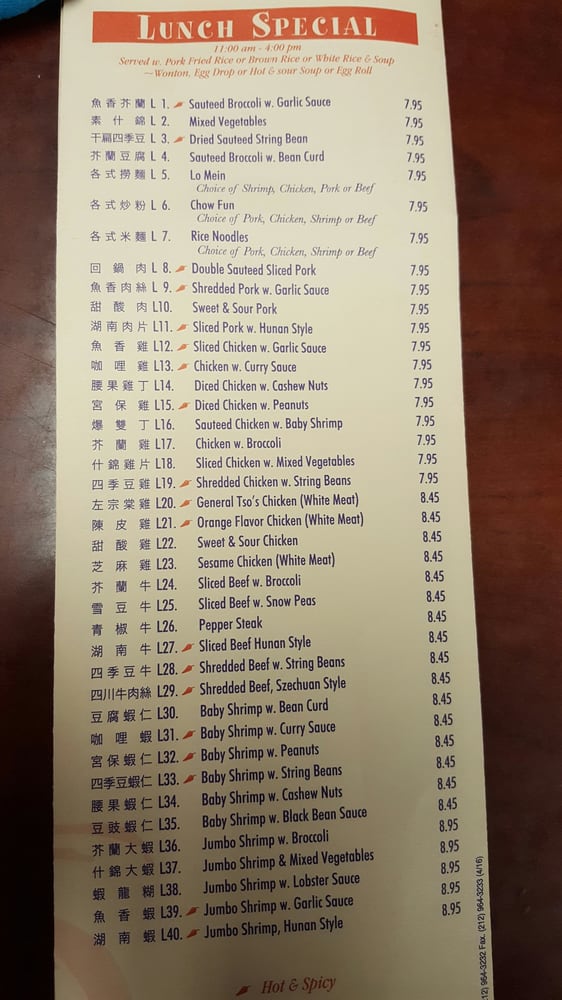 LUNCH SPECIAL
11:00 am - 4:00 pm
Served w. Pork Fried Rice or Brown Rice or White Rice & Soup
~Wonton, Egg Drop or Hot & sour Soup or Egg Roll
魚香芥蘭 L 1. Sauteed Broccoli w. Garlic Sauce 7.95
素什錦 L 2. Mixed Vegetables 7.95
干扁四季豆 L 3. Dried Sauteed String Bean 7.95
芥蘭豆腐 L 4. Sauteed Broccoli w. Bean Curd 7.95
各式撈麵 L 5. Lo Mein 7.95
Choice of Shrimp, Chicken, Pork or Beef
各式炒粉 L 6. Chow Fun 7.95
Choice of Pork, Chicken, Shrimp or Beef
各式米麵 L 7. Rice Noodles 7.95
Choice of Pork, Chicken, Shrimp or Beef
回鍋肉 L 8. Double Sauteed Sliced Pork 7.95
魚香肉絲 L 9. Shredded Pork w. Garlic Sauce 7.95
甜酸肉 L10. Sweet & Sour Pork 7.95
湖南肉片 L11. Sliced Pork w. Hunan Style 7.95
魚香雞 L12. Sliced Chicken w. Garlic Sauce 7.95
咖哩雞 L13. Chicken w. Curry Sauce 7.95
腰果雞丁 L14. Diced Chicken w. Cashew Nuts 7.95
宮保雞 L15. Diced Chicken w. Peanuts 7.95
爆雙丁 L16. Sauteed Chicken w. Baby Shrimp 7.95
芥蘭雞 L17. Chicken w. Broccoli 7.95
什錦雞片 L18. Sliced Chicken w. Mixed Vegetables 7.95
四季豆雞 L19. Shredded Chicken w. String Beans 7.95
左宗棠雞 L20. General Tso's Chicken (White Meat) 8.45
陳皮雞 L21. Orange Flavor Chicken (White Meat) 8.45
甜酸雞 L22. Sweet & Sour Chicken 8.45
芝麻雞 L23. Sesame Chicken (White Meat) 8.45
芥蘭牛 L24. Sliced Beef w. Broccoli 8.45
雪豆牛 L25. Sliced Beef w. Snow Peas 8.45
青椒牛 L26. Pepper Steak 8.45
湖南牛 L27. Sliced Beef Hunan Style 8.45
四季豆牛 L28. Shredded Beef w. String Beans 8.45
四川牛肉絲 L29. Shredded Beef, Szechuan Style 8.45
豆腐蝦仁 L30. Baby Shrimp w. Bean Curd 8.45
咖哩蝦 L31. Baby Shrimp w. Curry Sauce 8.45
宮保蝦仁 L32. Baby Shrimp w. Peanuts 8.45
四季豆蝦仁 L33. Baby Shrimp w. String Beans 8.45
腰果蝦仁 L34. Baby Shrimp w. Cashew Nuts 8.45
豆豉蝦仁 L35. Baby Shrimp w. Black Bean Sauce 8.45
芥蘭大蝦 L36. Jumbo Shrimp w. Broccoli 8.95
什錦大蝦 L37. Jumbo Shrimp & Mixed Vegetables 8.95
蝦龍糊 L38. Jumbo Shrimp w. Lobster Sauce 8.95
魚香蝦 L39. Jumbo Shrimp w. Garlic Sauce 8.95
湖南蝦 L40. Jumbo Shrimp, Hunan Style 8.95
Hot & Spicy
12) 964-3232 Fax. (212) 964-3233 (4/16)